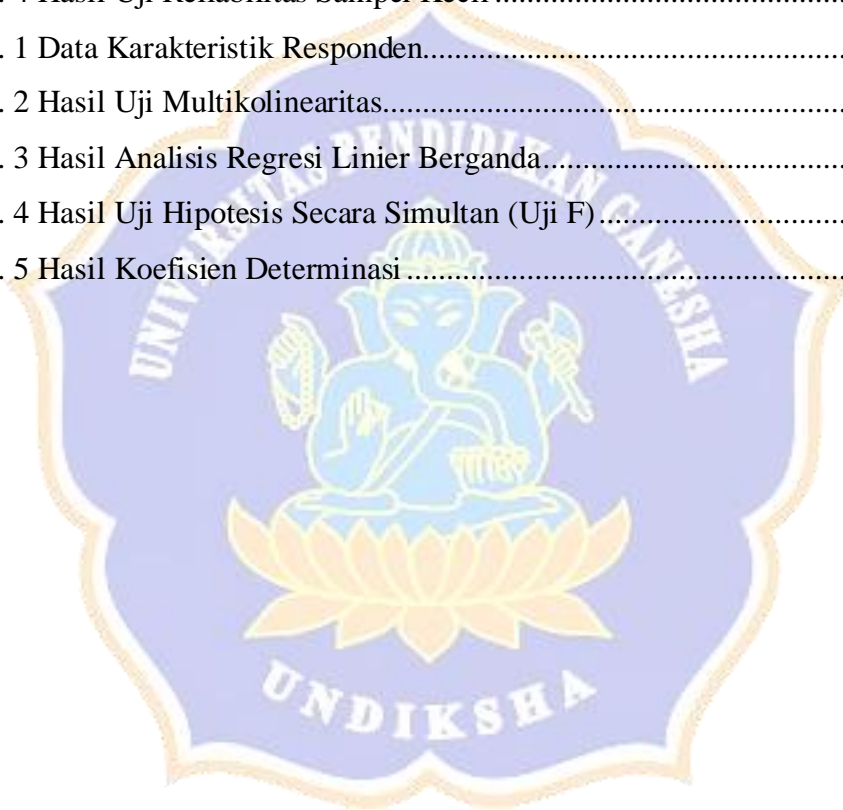 . 4 Hasil Uji Reliabilitas Sampel Kecil ....................................................
. 1 Data Karakteristik Responden..............................................................
. 2 Hasil Uji Multikolinearitas...................................................................
. 3 Hasil Analisis Regresi Linier Berganda................................................
. 4 Hasil Uji Hipotesis Secara Simultan (Uji F) ........................................
. 5 Hasil Koefisien Determinasi ................................................................
UNIVERSITAS PENDIDIKAN GANESHA
UNDIKSHA